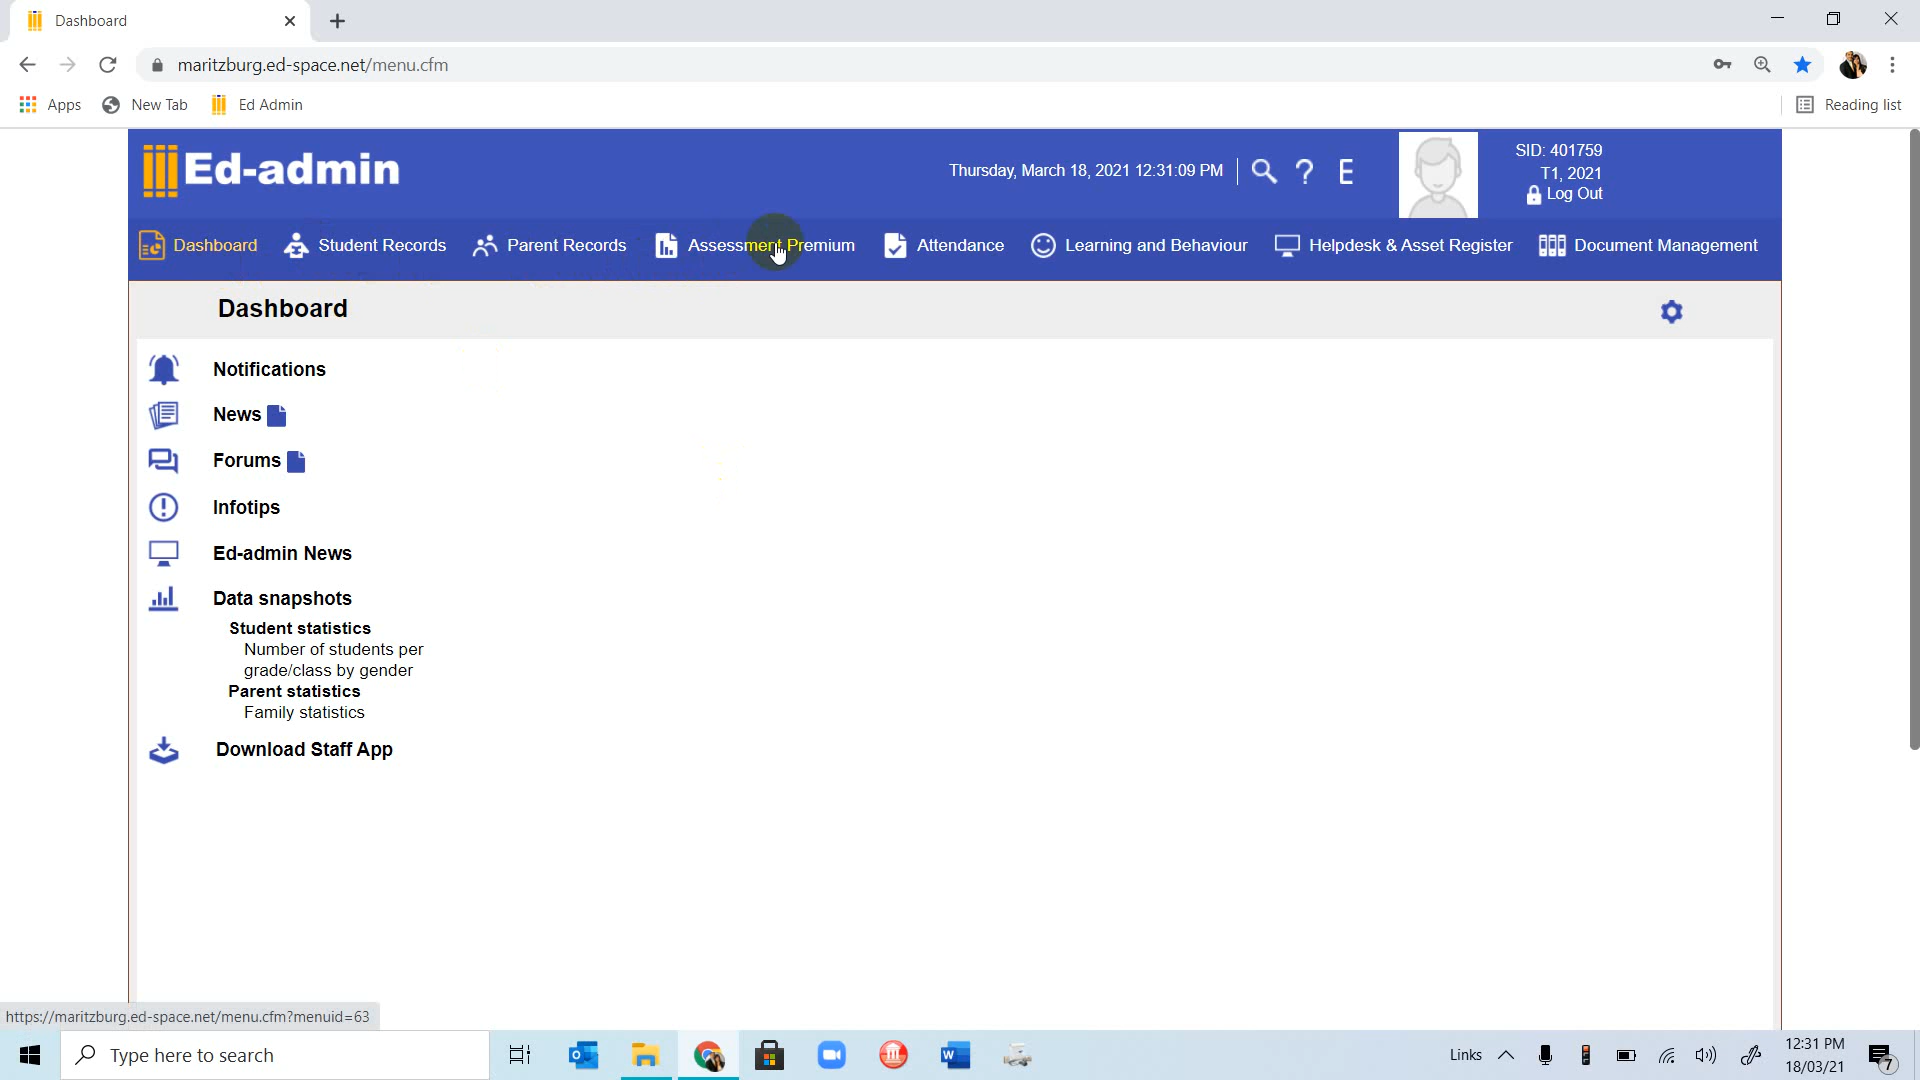 Dashboard
maritzburg.ed-space.net/menu.cfm
Apps New Tab Ed Admin Reading list
Ed-admin
Thursday, March 18, 2021 12:31:09 PM
? E
SID: 401759
T1, 2021
Log Out
Dashboard Student Records Parent Records Assessment Premium Attendance Learning and Behaviour Helpdesk & Asset Register Document Management
Dashboard
Notifications
News
Forums
Infotips
Ed-admin News
Data snapshots
Student statistics
Number of students per
grade/class by gender
Parent statistics
Family statistics
Download Staff App
https://maritzburg.ed-space.net/menu.cfm?menuid=63
Type here to search
Links
12:31 PM
18/03/21
7